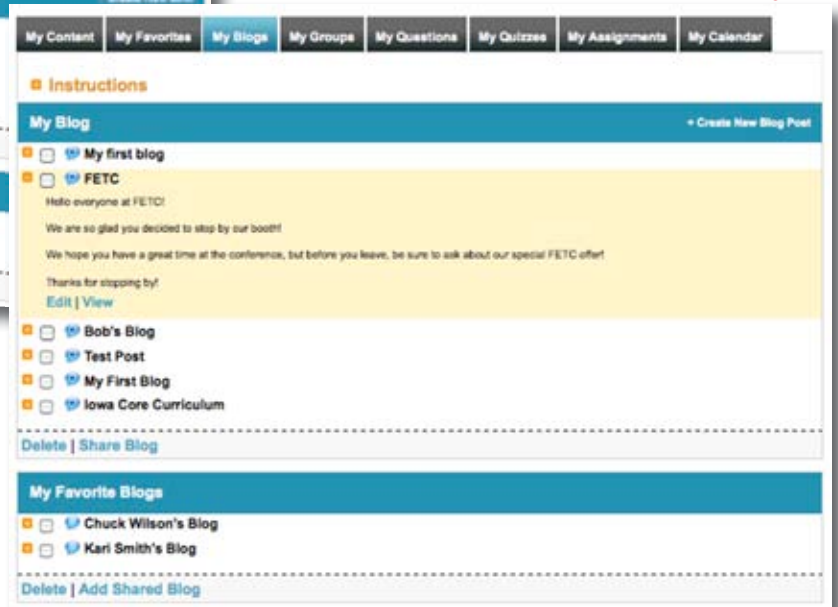 My Content My Favorites My Blogs My Groups My Questions My Quizzes My Assignments My Calendar
Instructions
My Blog + Create New Blog Post
My first blog
FETC
Hello everyone at FETC!
We are so glad you decided to stop by our booth!
We hope you have a great time at the conference, but before you leave, be sure to ask about our special FETC offer!
Thanks for stopping by!
Edit | View
Bob's Blog
Test Post
My First Blog
Iowa Core Curriculum
Delete | Share Blog
My Favorite Blogs
Chuck Wilson's Blog
Kari Smith's Blog
Delete | Add Shared Blog